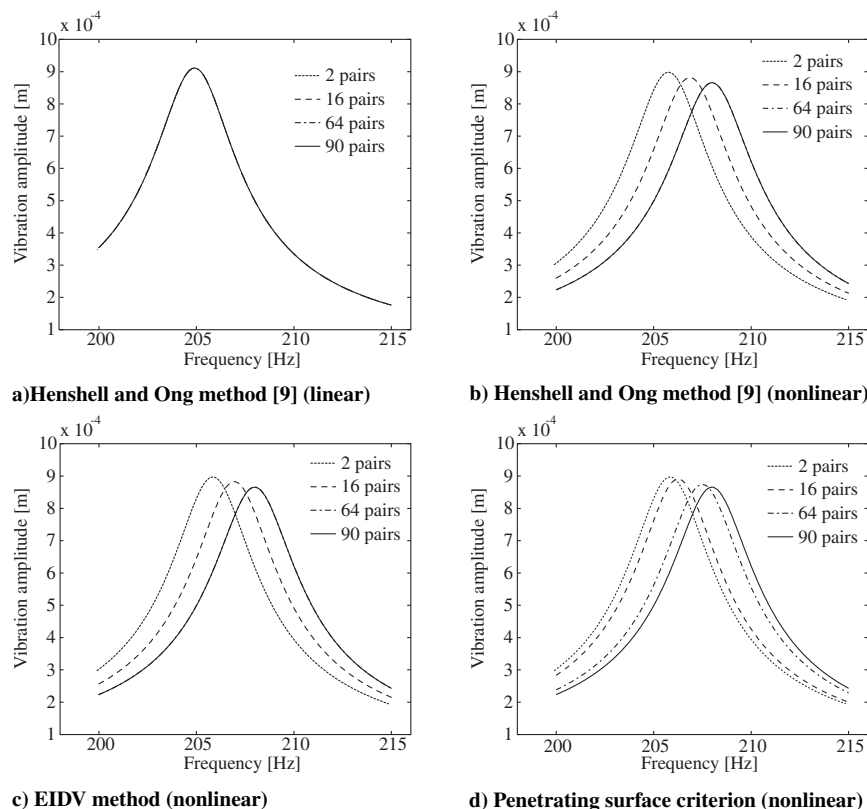 x 10-4
10
9
8
7
6
5
4
3
2
1
Vibration amplitude [m]
2 pairs
16 pairs
64 pairs
90 pairs
200 205 210 215
Frequency [Hz]
a)Henshell and Ong method [9] (linear)
x 10-4
10
9
8
7
6
5
4
3
2
1
Vibration amplitude [m]
2 pairs
16 pairs
64 pairs
90 pairs
200 205 210 215
Frequency [Hz]
b) Henshell and Ong method [9] (nonlinear)
x 10-4
10
9
8
7
6
5
4
3
2
1
Vibration amplitude [m]
2 pairs
16 pairs
64 pairs
90 pairs
200 205 210 215
Frequency [Hz]
c) EIDV method (nonlinear)
x 10-4
10
9
8
7
6
5
4
3
2
1
Vibration amplitude [m]
2 pairs
16 pairs
64 pairs
90 pairs
200 205 210 215
Frequency [Hz]
d) Penetrating surface criterion (nonlinear)